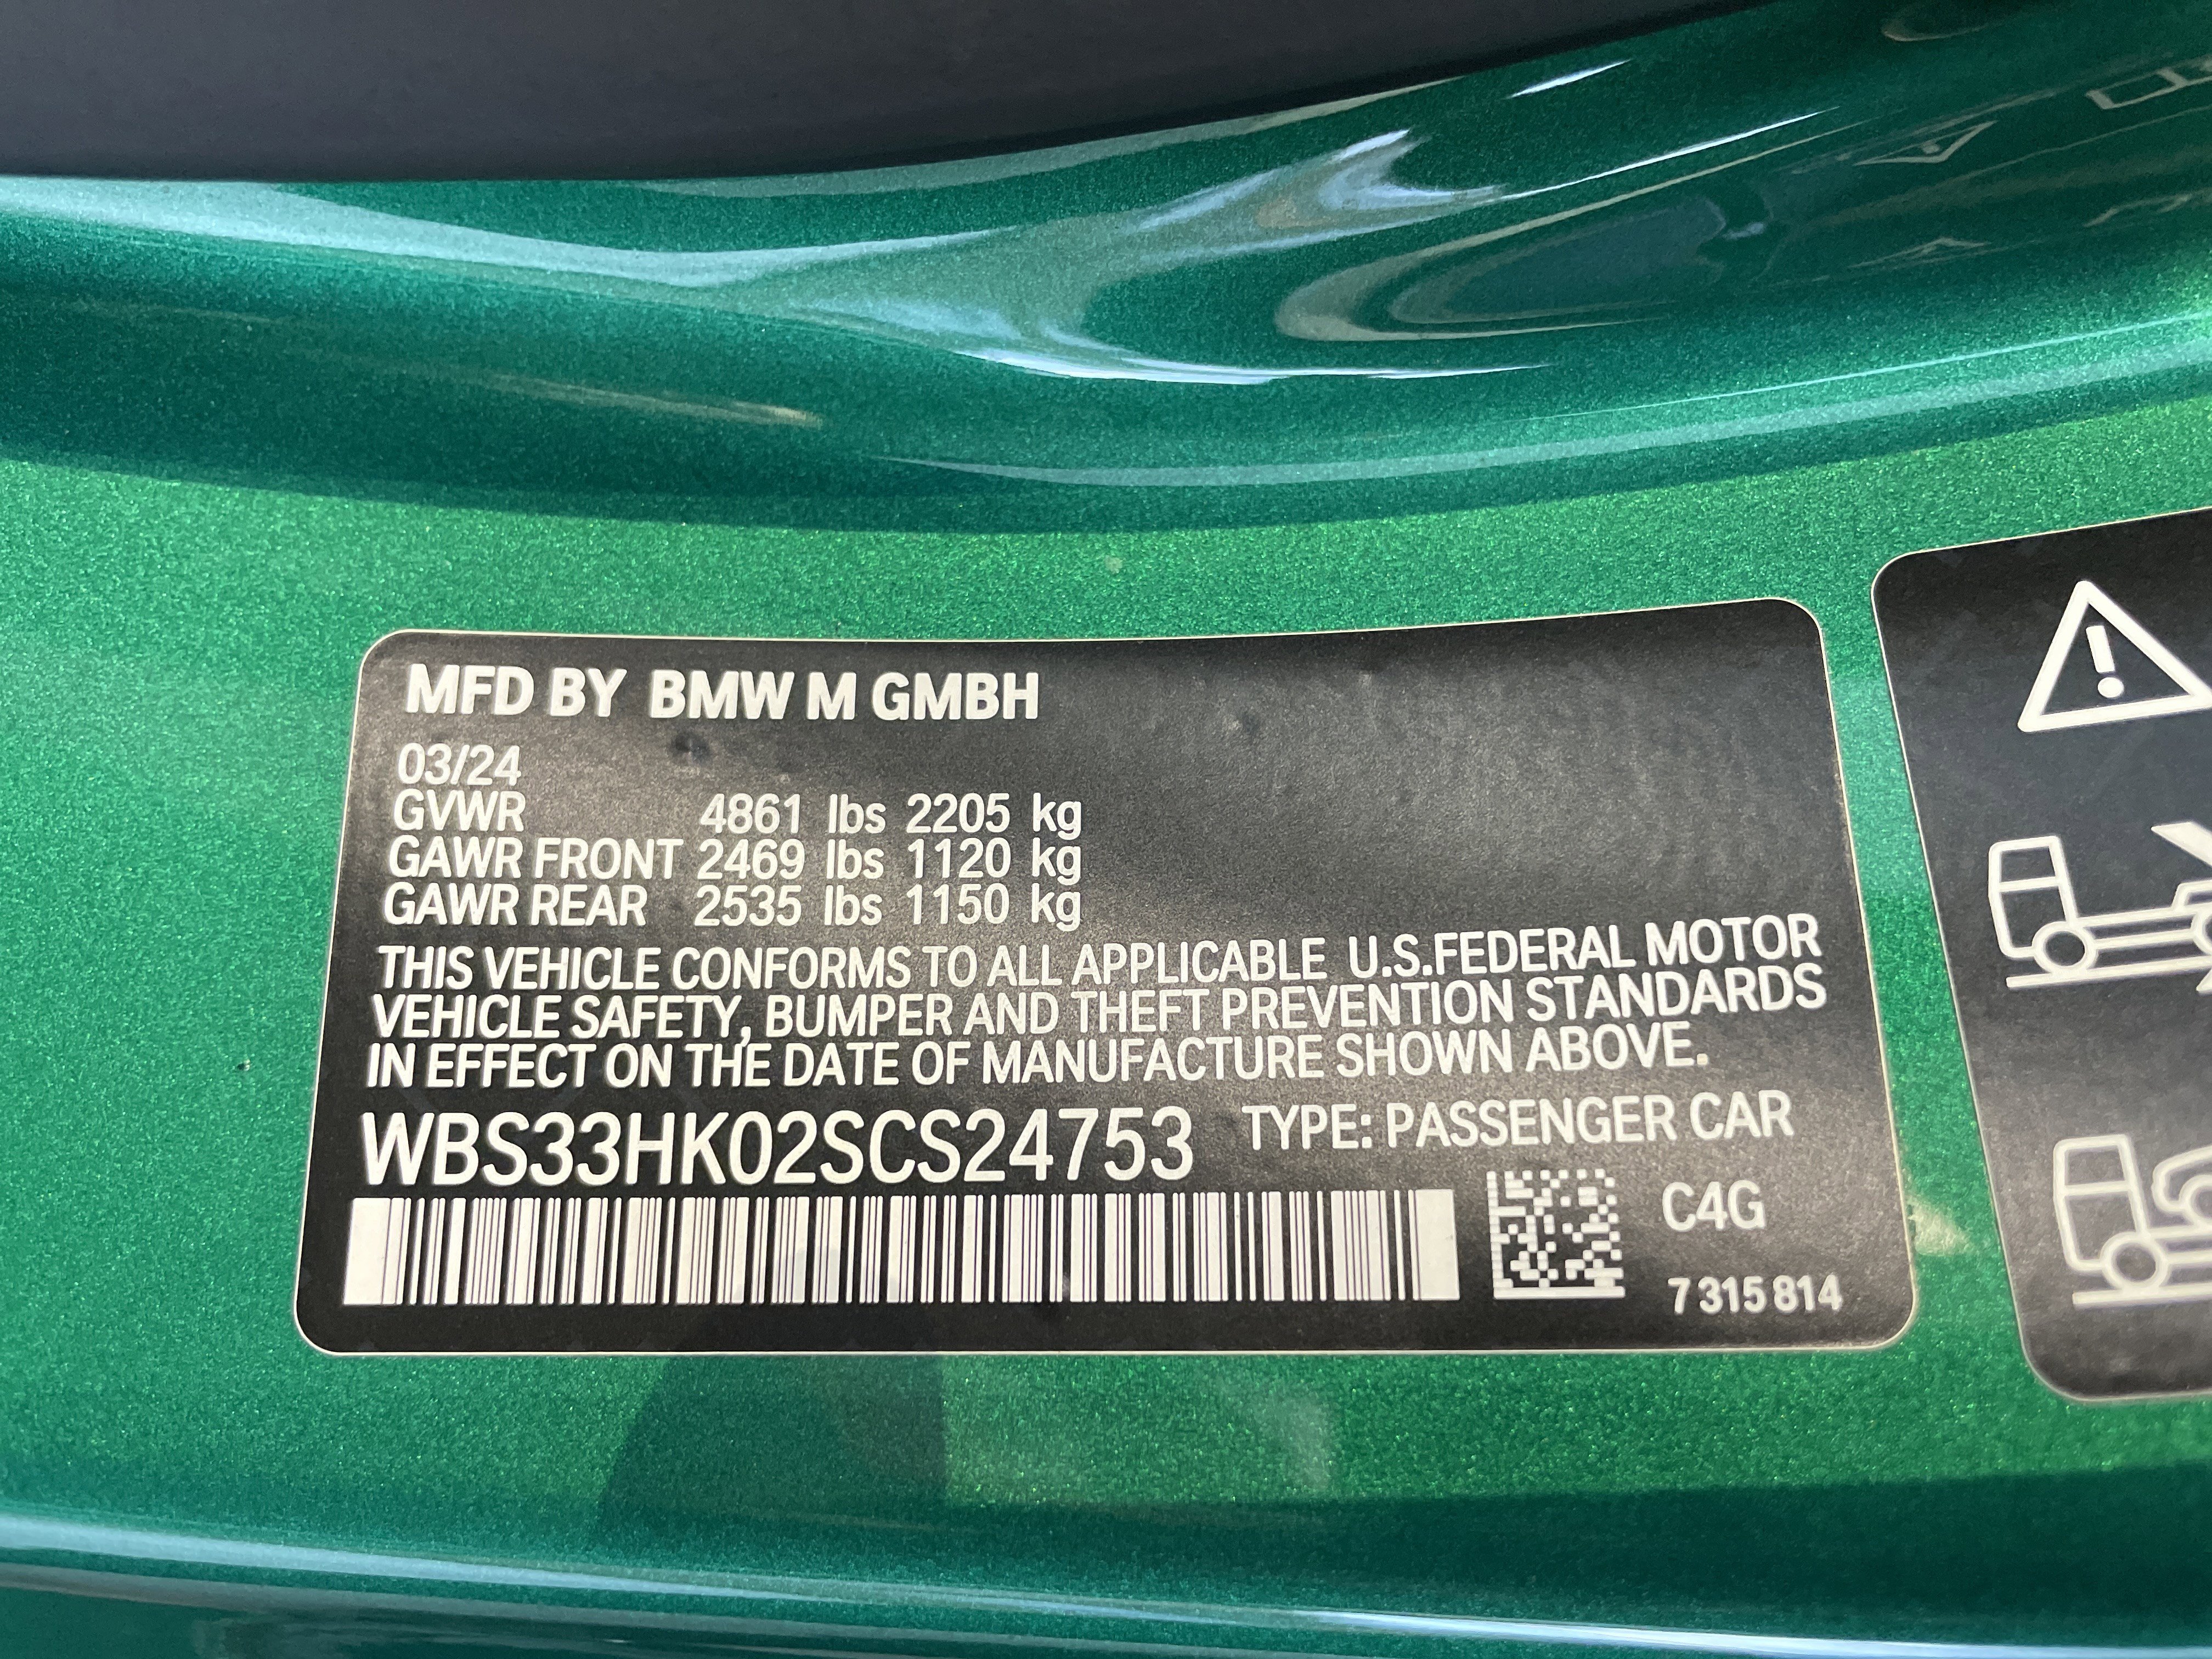 MFD BY BMW M GMBH
03/24
GVWR 4861 lbs 2205 kg
GAWR FRONT 2469 lbs 1120 kg
GAWR REAR 2535 lbs 1150 kg
THIS VEHICLE CONFORMS TO ALL APPLICABLE U.S.FEDERAL MOTOR
VEHICLE SAFETY, BUMPER AND THEFT PREVENTION STANDARDS
IN EFFECT ON THE DATE OF MANUFACTURE SHOWN ABOVE.
WBS33HK02SCS24753 TYPE: PASSENGER CAR
C4G
7 315 814